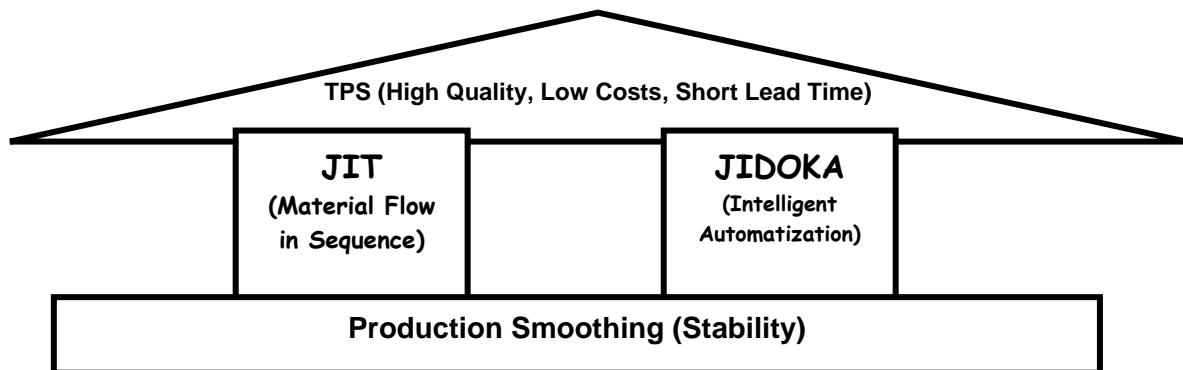 TPS (High Quality, Low Costs, Short Lead Time)
JIT
(Material Flow
in Sequence)
JIDOKA
(Intelligent
Automatization)
Production Smoothing (Stability)